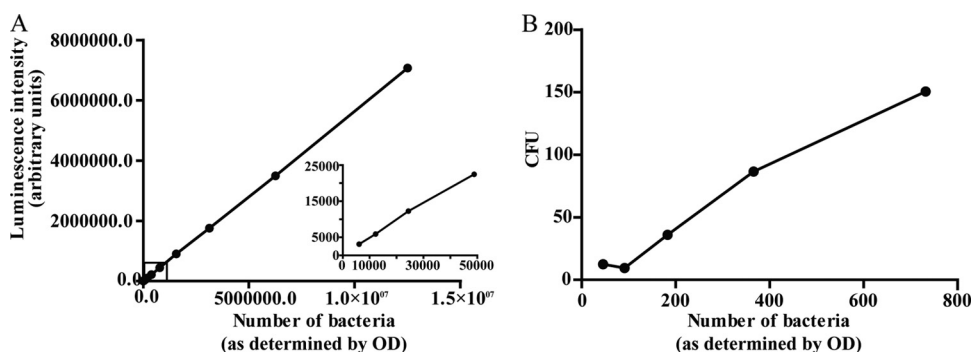 A
Luminescence intensity
(arbitrary units)
8000000.0
6000000.0
4000000.0
2000000.0
0.0
0.0
5000000.0
1.0×10⁰⁷
1.5×10⁰⁷
Number of bacteria
(as determined by OD)
25000
15000
5000
0
10000
30000
50000
B
CFU
200
150
100
50
0
0
200
400
600
800
Number of bacteria
(as determined by OD)